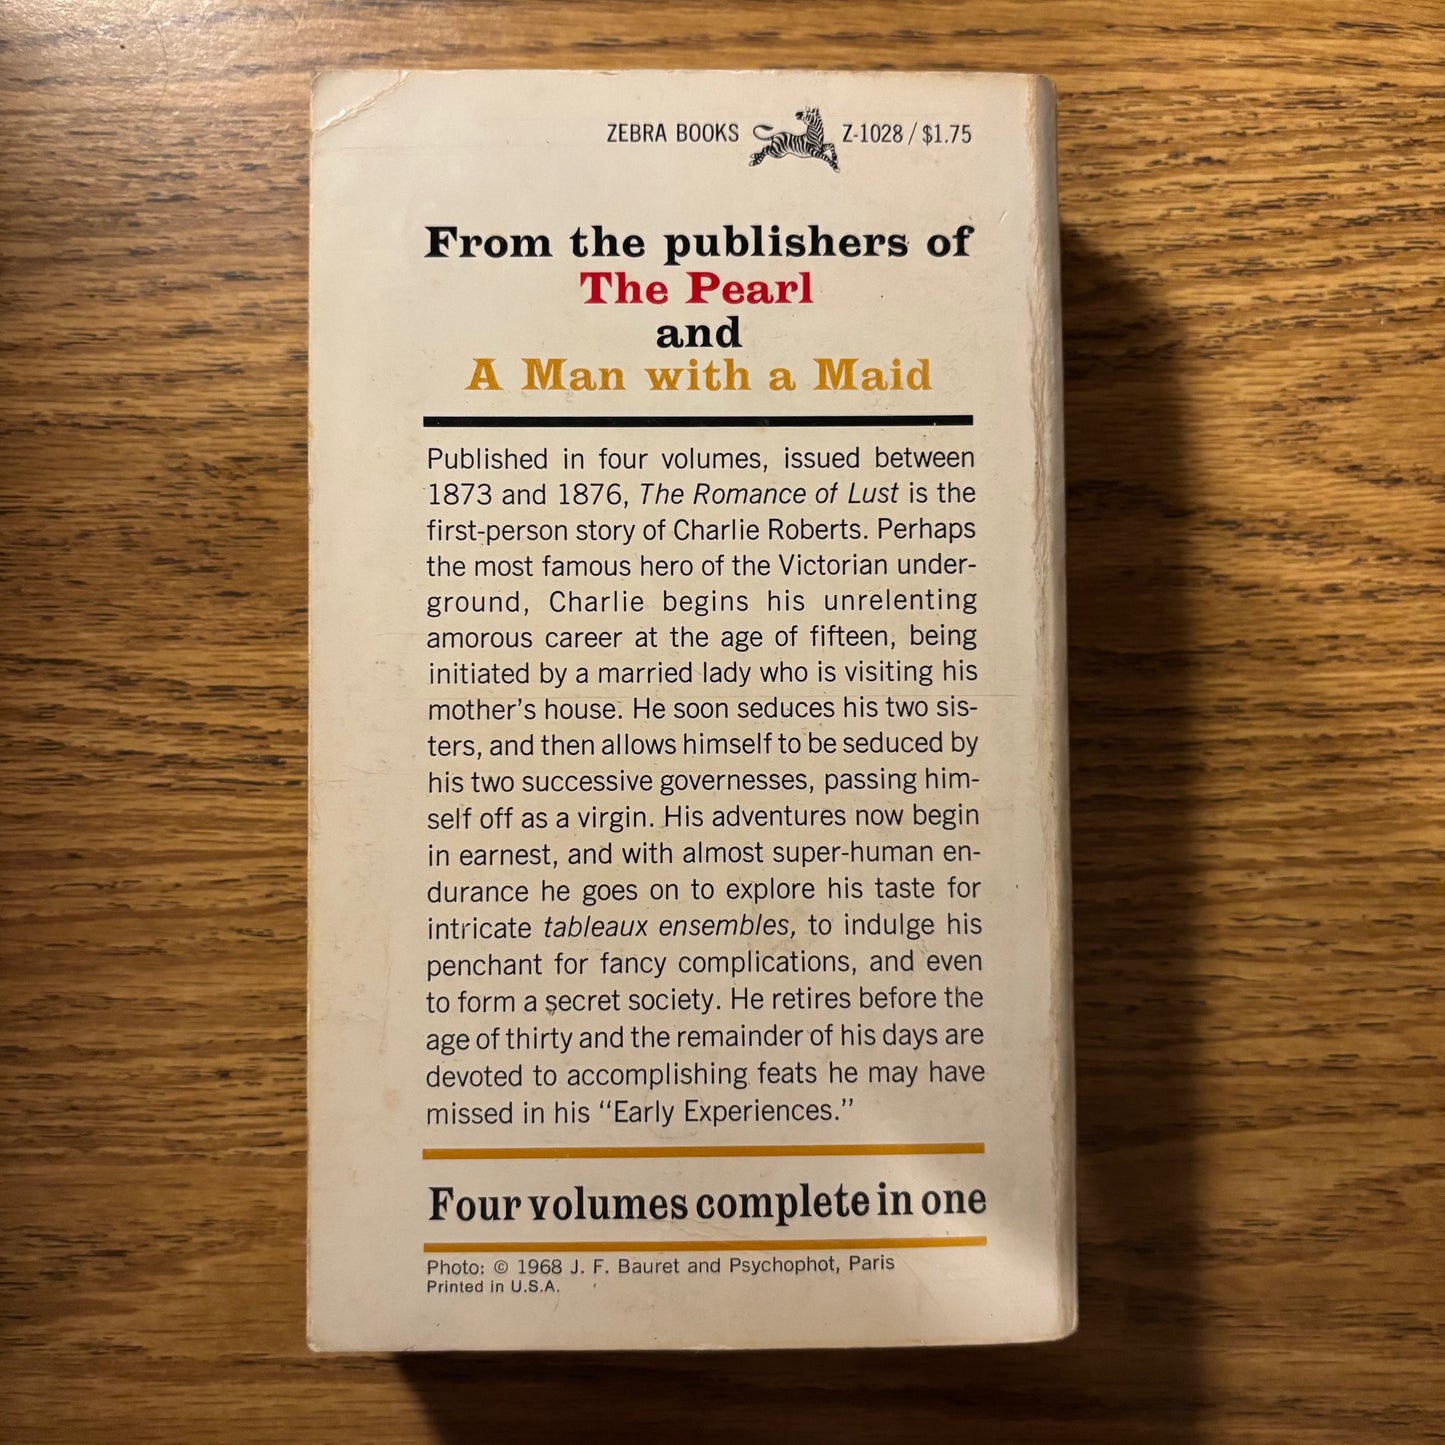 ZEBRA BOOKS Z-1028 / $1.75
From the publishers of
The Pearl
and
A Man with a Maid
Published in four volumes, issued between
1873 and 1876, The Romance of Lust is the
first-person story of Charlie Roberts. Perhaps
the most famous hero of the Victorian under-
ground, Charlie begins his unrelenting
amorous career at the age of fifteen, being
initiated by a married lady who is visiting his
mother's house. He soon seduces his two sis-
ters, and then allows himself to be seduced by
his two successive governesses, passing him-
self off as a virgin. His adventures now begin
in earnest, and with almost super-human en-
durance he goes on to explore his taste for
intricate tableaux ensembles, to indulge his
penchant for fancy complications, and even
to form a secret society. He retires before the
age of thirty and the remainder of his days are
devoted to accomplishing feats he may have
missed in his "Early Experiences."
Four volumes complete in one
Photo: © 1968 J. F. Bauret and Psychophot, Paris
Printed in U.S.A.